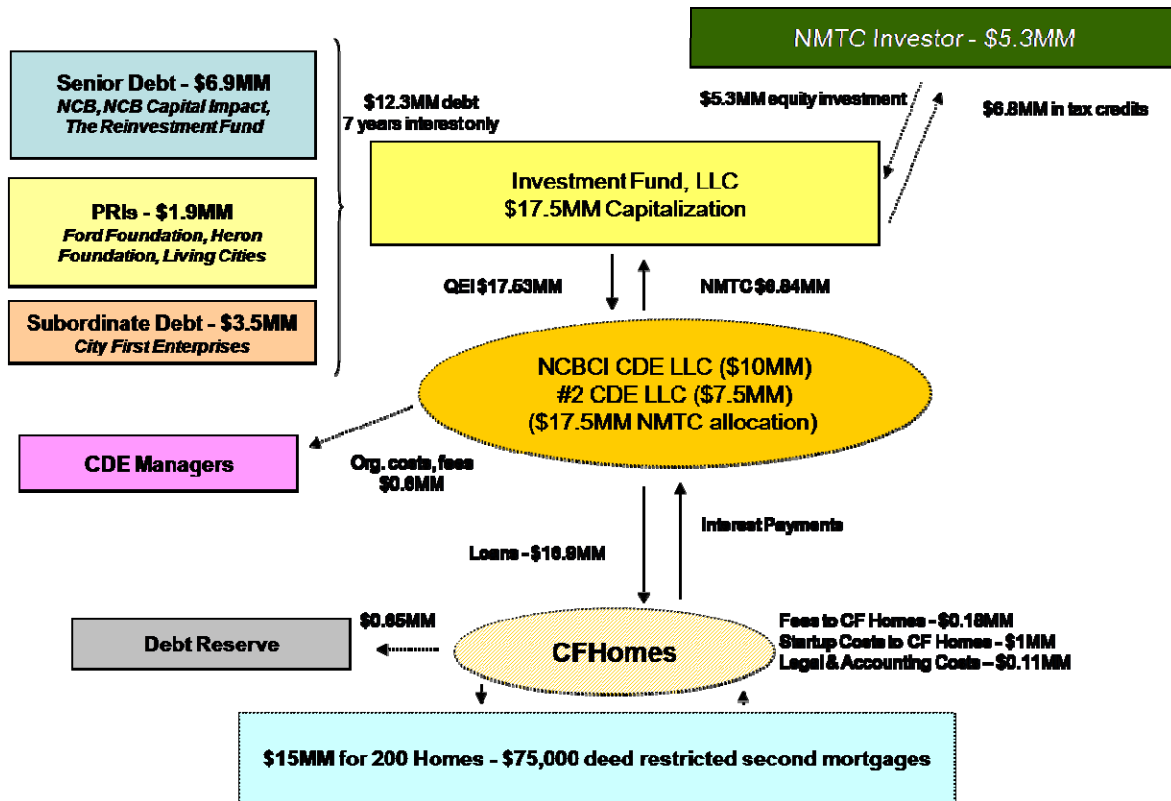 NMTC Investor - $5.3MM
Senior Debt - $6.9MM
NCB, NCB Capital Impact,
The Reinvestment Fund
$12.3MM debt
7 years interest only
$5.3MM equity investment
$6.8MM in tax credits
Investment Fund, LLC
$17.5MM Capitalization
PRIs - $1.9MM
Ford Foundation, Heron
Foundation, Living Cities
QEI $17.53MM
NMTC $6.84MM
Subordinate Debt - $3.5MM
City First Enterprises
NCBCI CDE LLC ($10MM)
#2 CDE LLC ($7.5MM)
($17.5MM NMTC allocation)
CDE Managers
Org. costs, fees
$0.6MM
Interest Payments
Loans - $16.9MM
Debt Reserve
$0.65MM
CFHomes
Fees to CF Homes - $0.18MM
Startup Costs to CF Homes - $1MM
Legal & Accounting Costs – $0.11MM
$15MM for 200 Homes - $75,000 deed restricted second mortgages